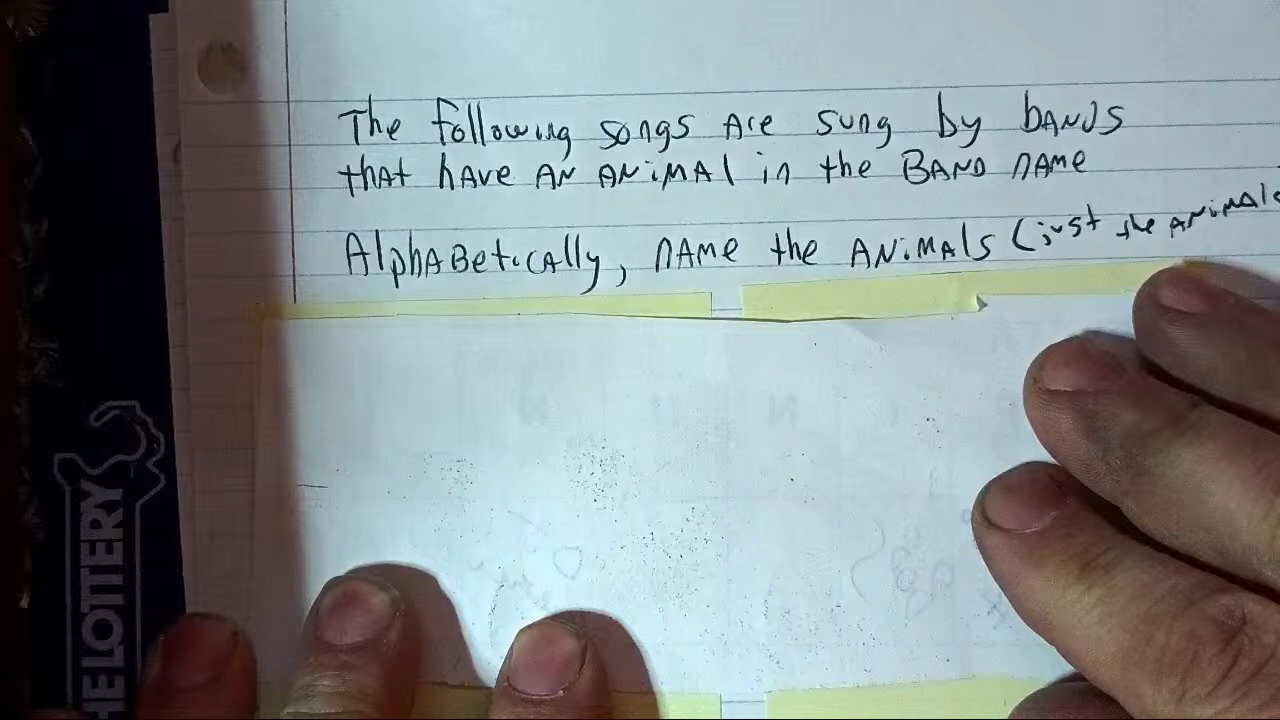 The following songs Are sung by bANDS
thAt hAve AN ANiMAl in the BAND NAME
AlphABeticAlly, NAME the ANiMAls (just the ANiMAls
THE LOTTERY